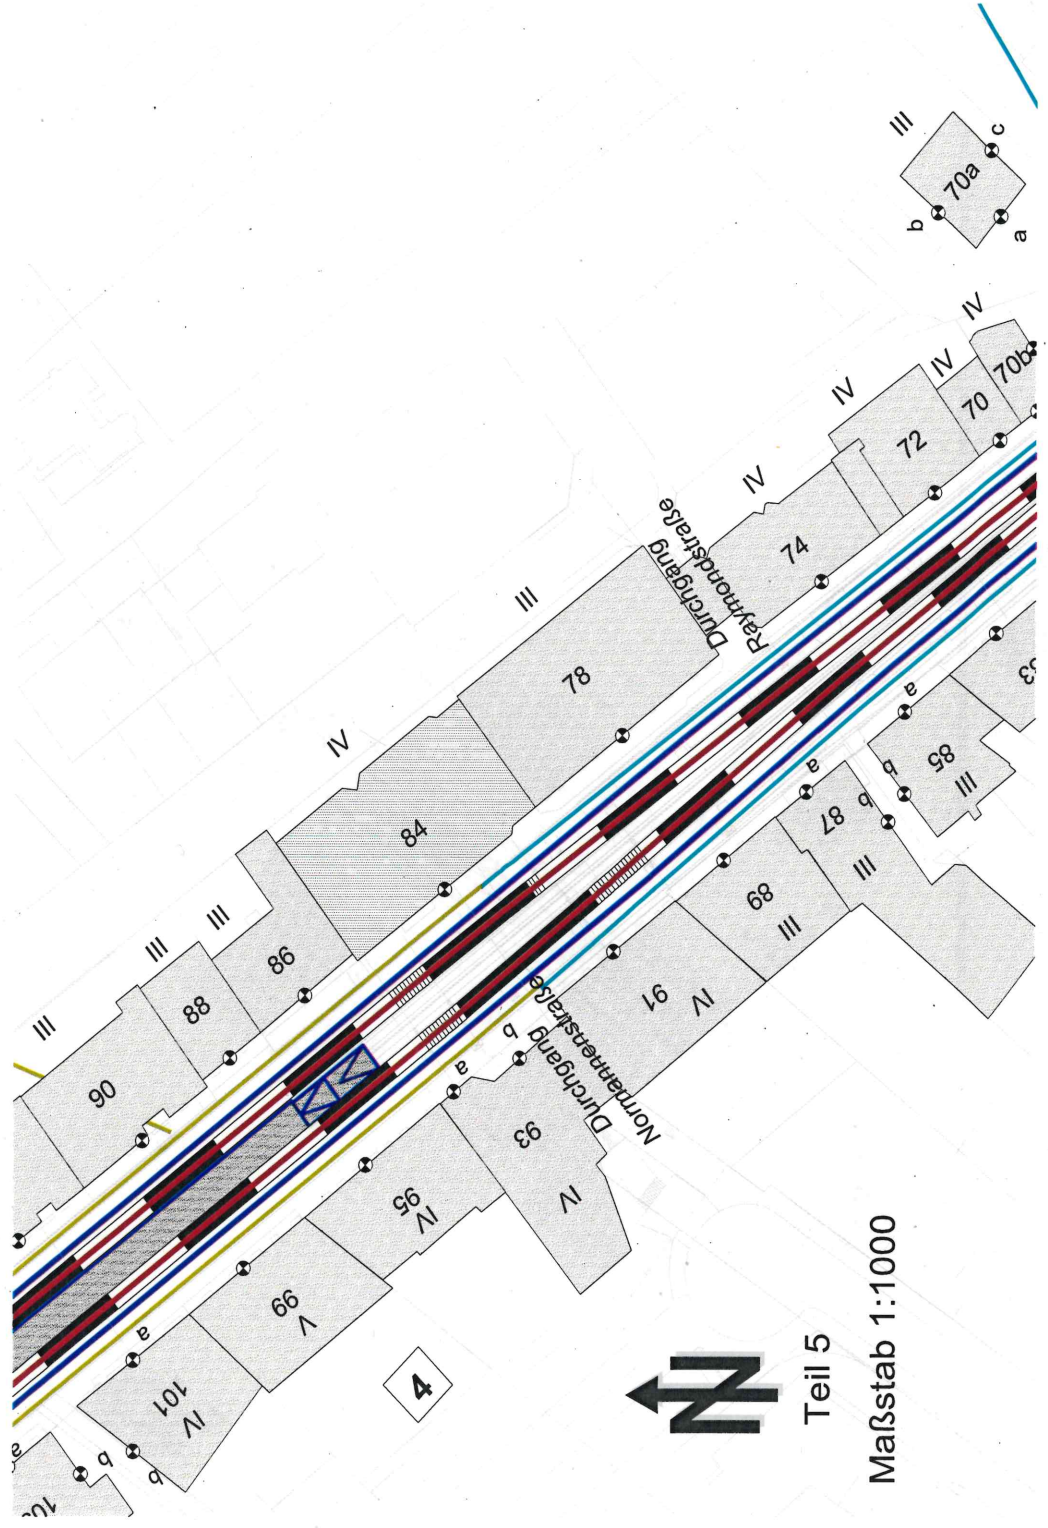 III
70a
b
c
a
IV
70b
IV
70
IV
72
IV
74
Durchgang
Raymondstraße
III
78
IV
84
III
86
III
88
III
90
a
83
a
b
85
III
a
b
87
III
89
III
91
IV
Durchgang
Normannenstraße
a
b
93
IV
95
IV
99
V
a
101
IV
b
a
b
4
N
Teil 5
Maßstab 1:1000